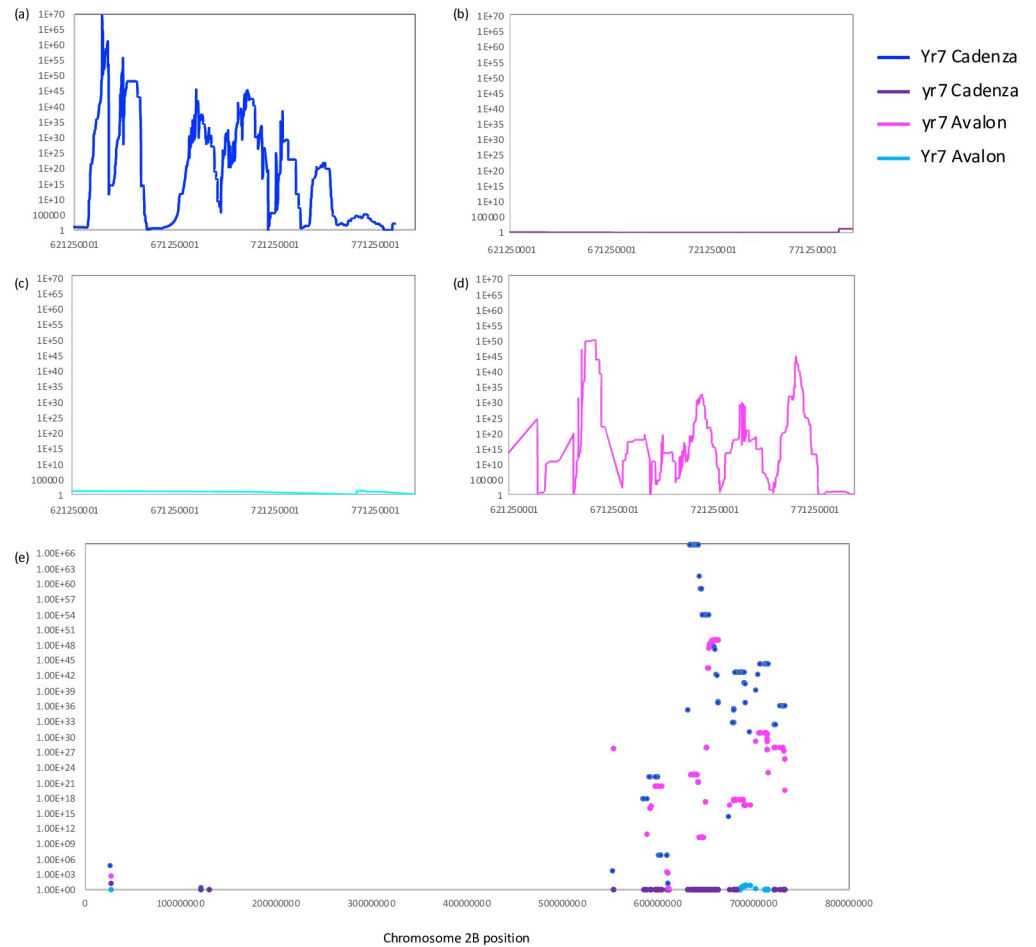 (a)
1E+70
1E+65
1E+60
1E+55
1E+50
1E+45
1E+40
1E+35
1E+30
1E+25
1E+20
1E+15
1E+10
100000
1
621250001 671250001 721250001 771250001
(b)
1E+70
1E+65
1E+60
1E+55
1E+50
1E+45
1E+40
1E+35
1E+30
1E+25
1E+20
1E+15
1E+10
100000
1
621250001 671250001 721250001 771250001
Yr7 Cadenza
yr7 Cadenza
yr7 Avalon
Yr7 Avalon
(c)
1E+70
1E+65
1E+60
1E+55
1E+50
1E+45
1E+40
1E+35
1E+30
1E+25
1E+20
1E+15
1E+10
100000
1
621250001 671250001 721250001 771250001
(d)
1E+70
1E+65
1E+60
1E+55
1E+50
1E+45
1E+40
1E+35
1E+30
1E+25
1E+20
1E+15
1E+10
100000
1
621250001 671250001 721250001 771250001
(e)
1.00E+66
1.00E+63
1.00E+60
1.00E+57
1.00E+54
1.00E+51
1.00E+48
1.00E+45
1.00E+42
1.00E+39
1.00E+36
1.00E+33
1.00E+30
1.00E+27
1.00E+24
1.00E+21
1.00E+18
1.00E+15
1.00E+12
1.00E+09
1.00E+06
1.00E+03
1.00E+00
0 100000000 200000000 300000000 400000000 500000000 600000000 700000000 800000000
Chromosome 2B position